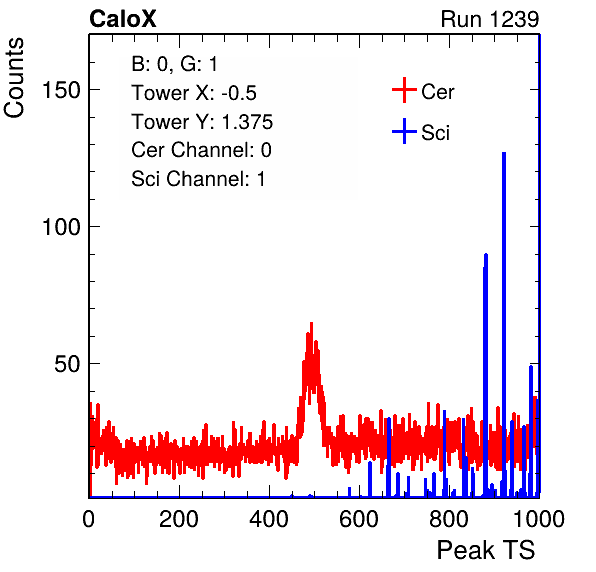 CaloX Run 1239
Counts
B: 0, G: 1
Tower X: -0.5
Tower Y: 1.375
Cer Channel: 0
Sci Channel: 1
Cer
Sci
150
100
50
0 200 400 600 800 1000
Peak TS